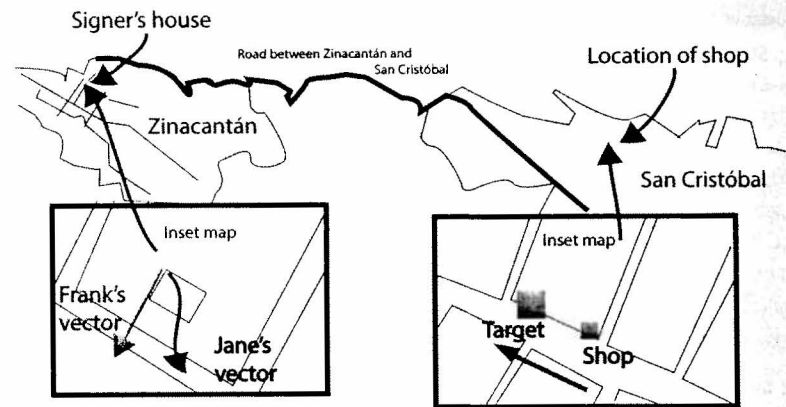 Signer's house
Road between Zinacantán and
San Cristóbal
Location of shop
Zinacantán
San Cristóbal
Inset map
Frank's
vector
Jane's
vector
Inset map
Target
Shop